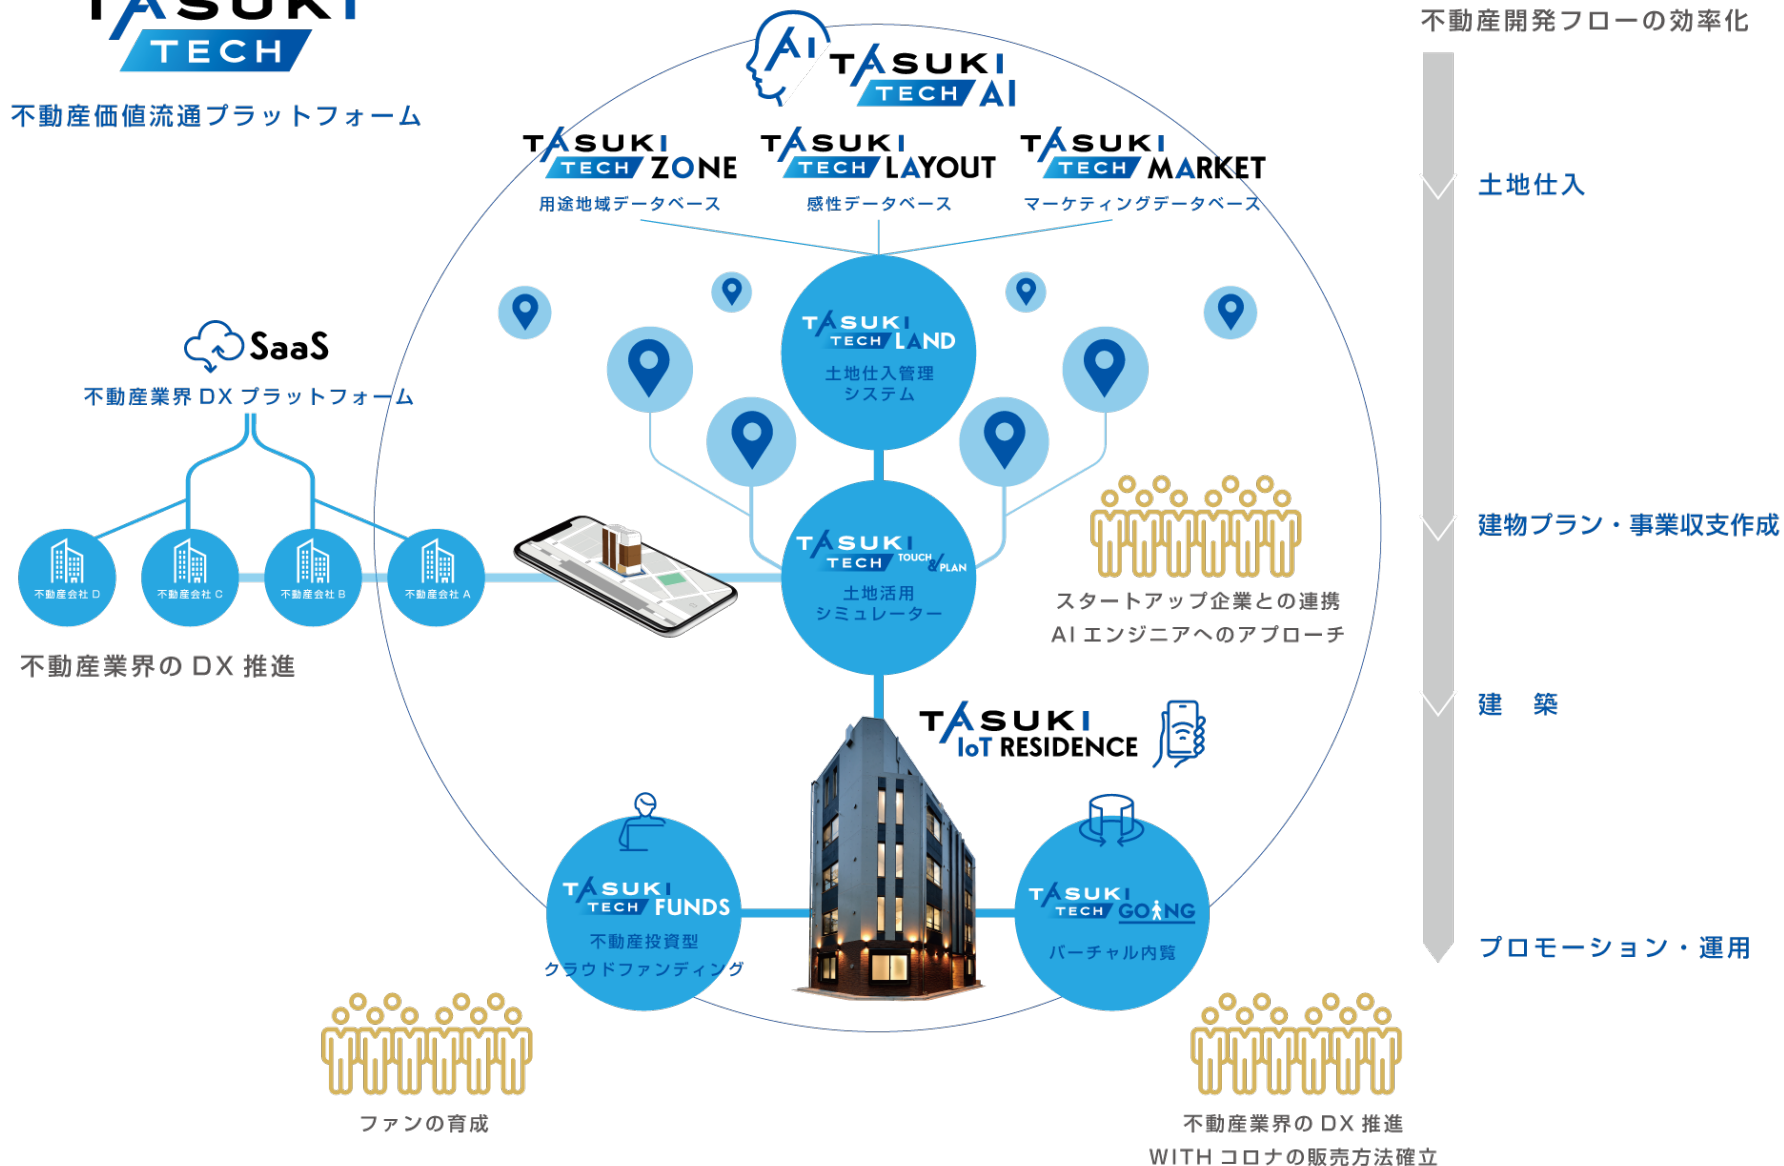 TASUKI
TECH
不動産価値流通プラットフォーム
AI
TASUKI
TECH AI
TASUKI
TECH ZONE
用途地域データベース
TASUKI
TECH LAYOUT
感性データベース
TASUKI
TECH MARKET
マーケティングデータベース
TASUKI
TECH LAND
土地仕入管理
システム
SaaS
不動産業界 DX プラットフォーム
不動産会社 D
不動産会社 C
不動産会社 B
不動産会社 A
不動産業界の DX 推進
TASUKI
TECH TOUCH & PLAN
土地活用
シミュレーター
スタートアップ企業との連携
AI エンジニアへのアプローチ
TASUKI
IoT RESIDENCE
TASUKI
TECH FUNDS
不動産投資型
クラウドファンディング
TASUKI
TECH GOING
バーチャル内覧
ファンの育成
不動産業界の DX 推進
WITH コロナの販売方法確立
不動産開発フローの効率化
土地仕入
建物プラン・事業収支作成
建　築
プロモーション・運用